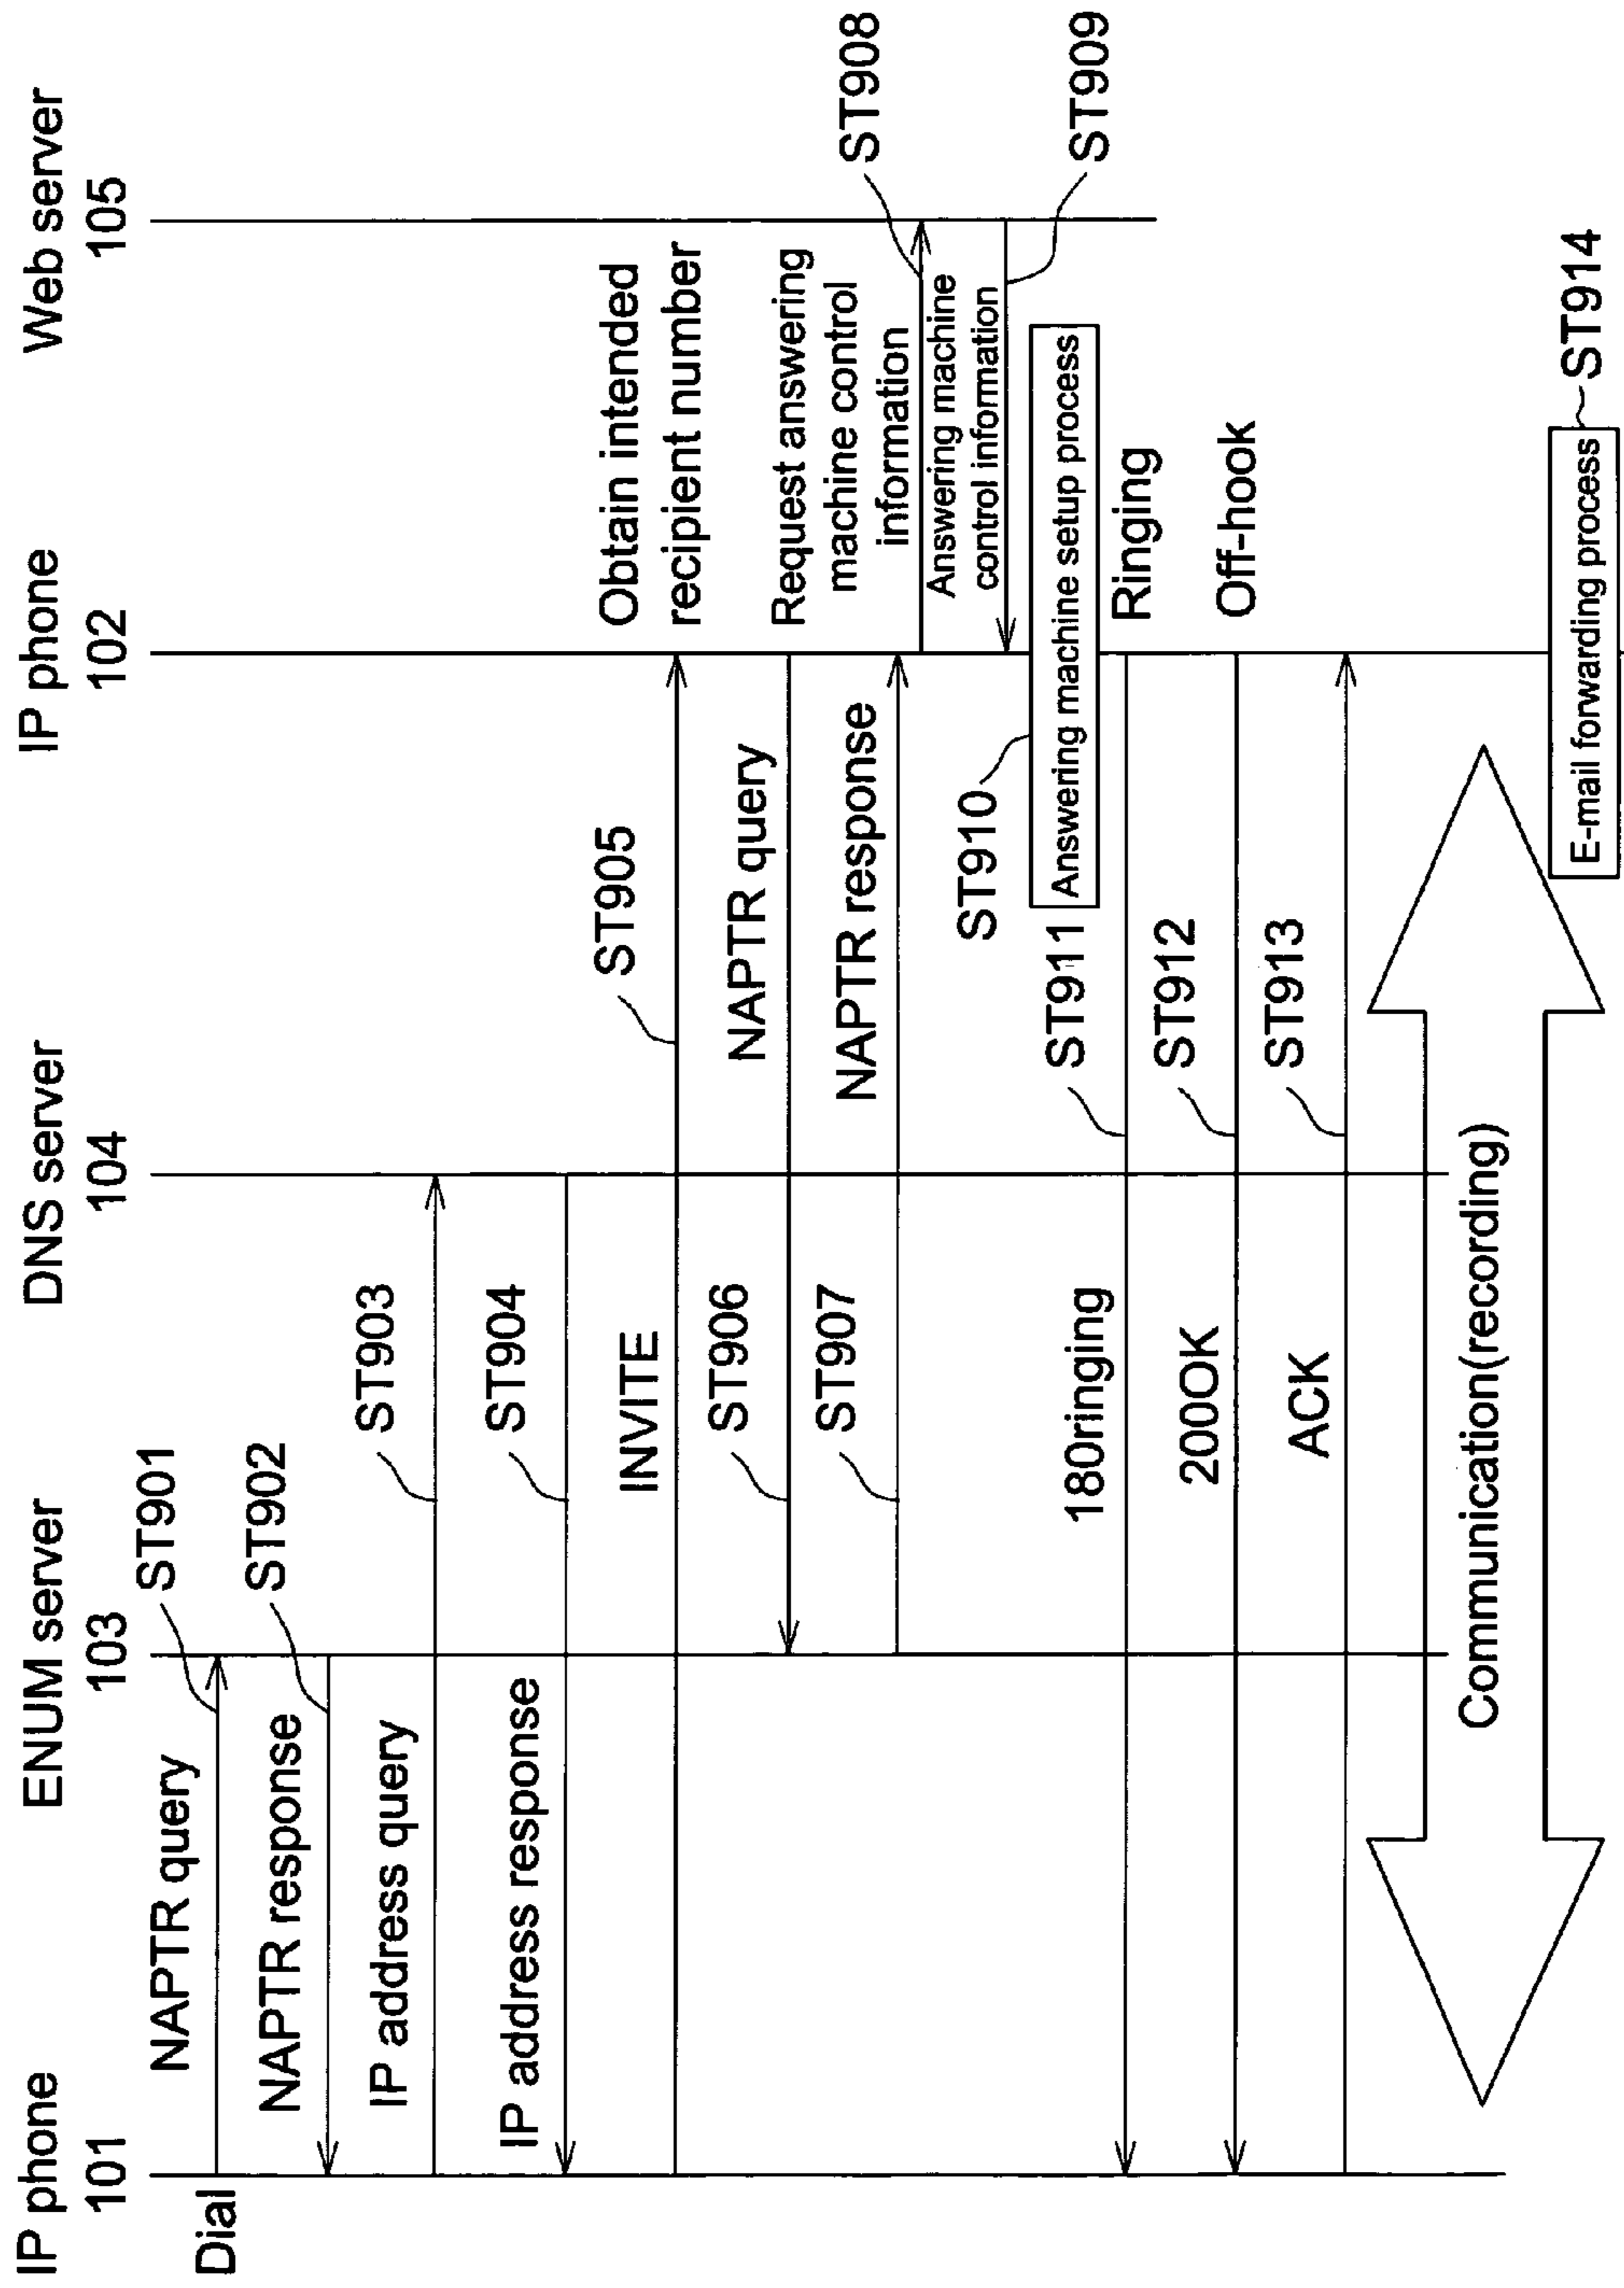 IP phone
101
ENUM server
103
DNS server
104
IP phone
102
Web server
105
Dial
NAPTR query
ST901
NAPTR response
ST902
IP address query
ST903
IP address response
ST904
INVITE
ST905
Obtain intended
recipient number
ST906
NAPTR query
ST907
NAPTR response
Request answering
machine control
information
ST908
Answering machine
control information
ST909
ST910
Answering machine setup process
180ringing
ST911
Ringing
200OK
ST912
Off-hook
ACK
ST913
Communication(recording)
E-mail forwarding process
ST914